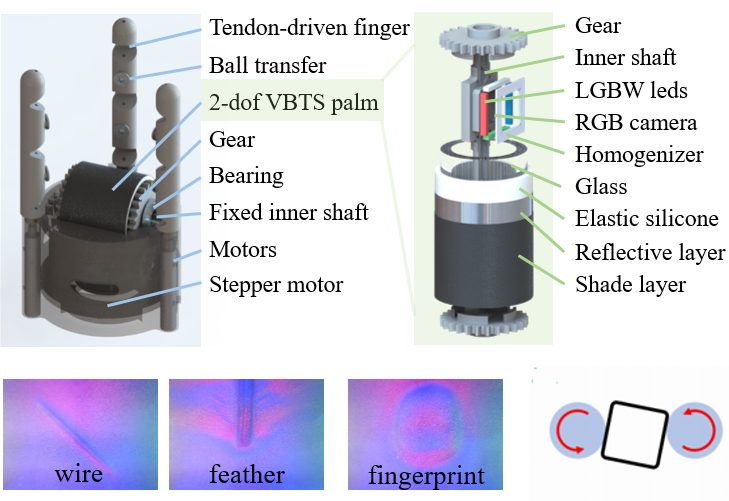 Tendon-driven finger
Ball transfer
2-dof VBTS palm
Gear
Bearing
Fixed inner shaft
Motors
Stepper motor
Gear
Inner shaft
LGBW leds
RGB camera
Homogenizer
Glass
Elastic silicone
Reflective layer
Shade layer
wire
feather
fingerprint